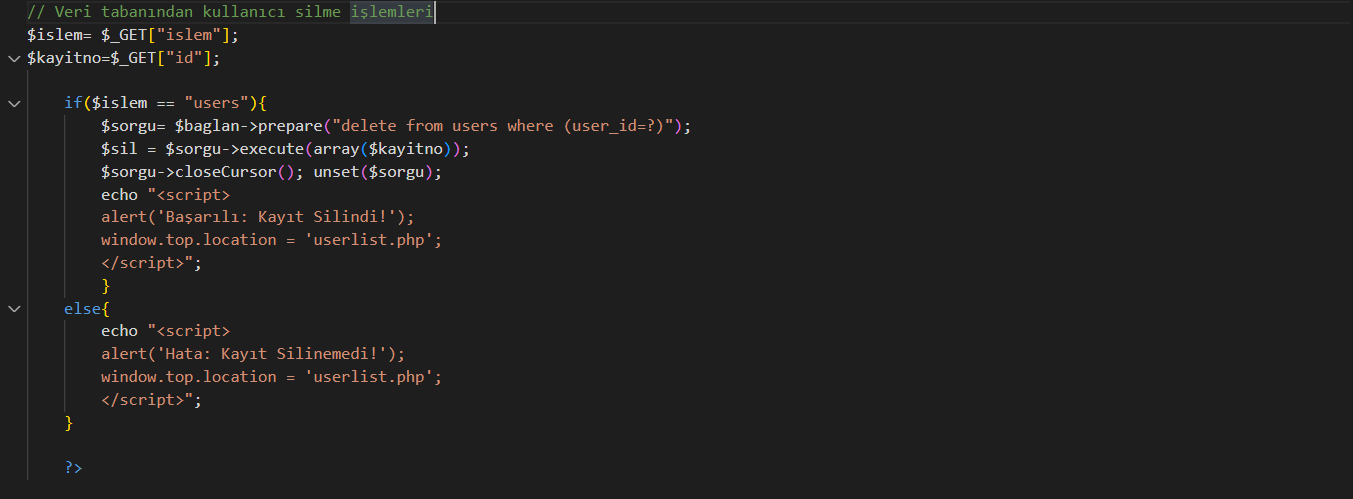 // Veri tabanından kullanıcı silme işlemleri
$islem= $_GET["islem"];
$kayitno=$_GET["id"];
if($islem == "users"){
$sorgu= $baglan->prepare("delete from users where (user_id=?)");
$sil = $sorgu->execute(array($kayitno));
$sorgu->closeCursor(); unset($sorgu);
echo "<script>
alert('Başarılı: Kayıt Silindi!');
window.top.location = 'userlist.php';
</script>";
}
else{
echo "<script>
alert('Hata: Kayıt Silinemedi!');
window.top.location = 'userlist.php';
</script>";
}
?>